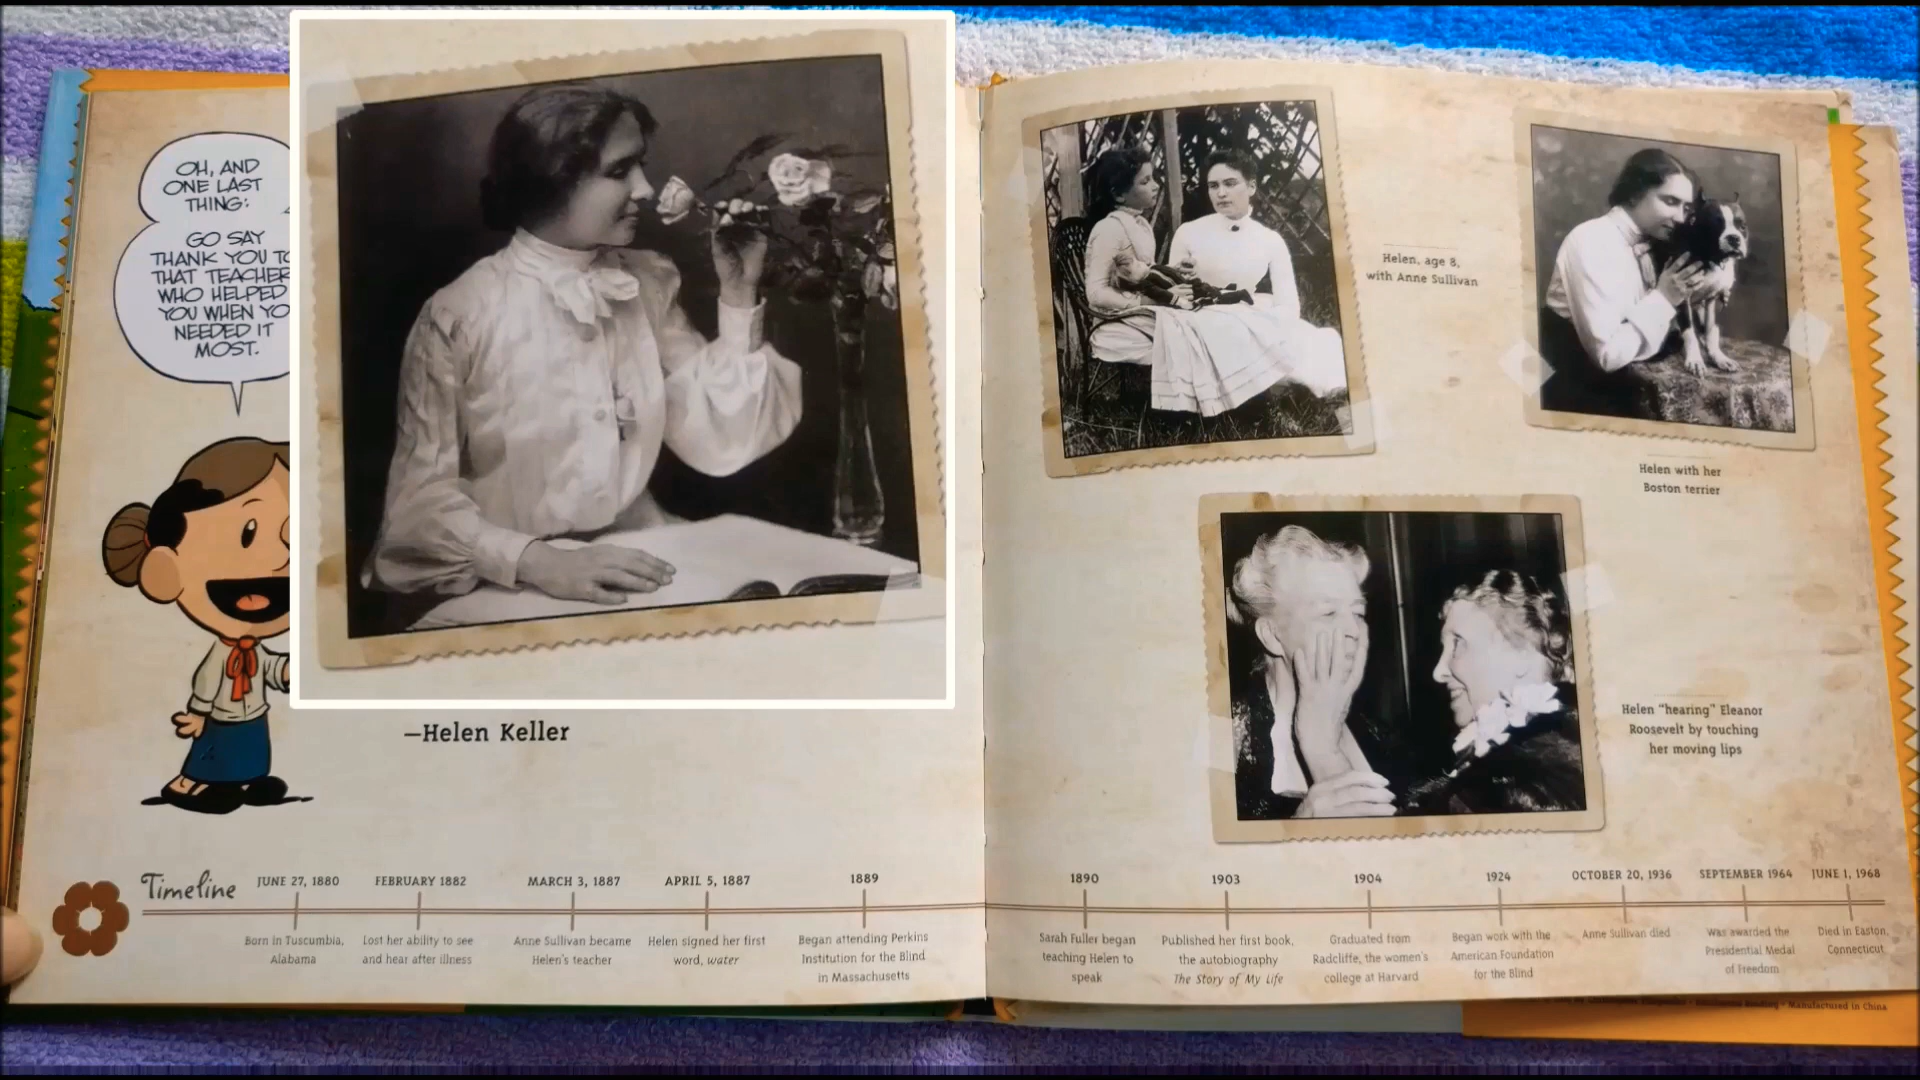 OH, AND
ONE LAST
THING:
GO SAY
THANK YOU TO
THAT TEACHER
WHO HELPED
YOU WHEN YO
NEEDED IT
MOST.
—Helen Keller
Helen, age 8,
with Anne Sullivan
Helen with her
Boston terrier
Helen "hearing" Eleanor
Roosevelt by touching
her moving lips
Timeline
JUNE 27, 1880
Born in Tuscumbia,
Alabama
FEBRUARY 1882
Lost her ability to see
and hear after illness
MARCH 3, 1887
Anne Sullivan became
Helen's teacher
APRIL 5, 1887
Helen signed her first
word, water
1889
Began attending Perkins
Institution for the Blind
in Massachusetts
1890
Sarah Fuller began
teaching Helen to
speak
1903
Published her first book,
the autobiography
The Story of My Life
1904
Graduated from
Radcliffe, the women's
college at Harvard
1924
Began work with the
American Foundation
for the Blind
OCTOBER 20, 1936
Anne Sullivan died
SEPTEMBER 1964
Was awarded the
Presidential Medal
of Freedom
JUNE 1, 1968
Died in Easton,
Connecticut
Manufactured in China